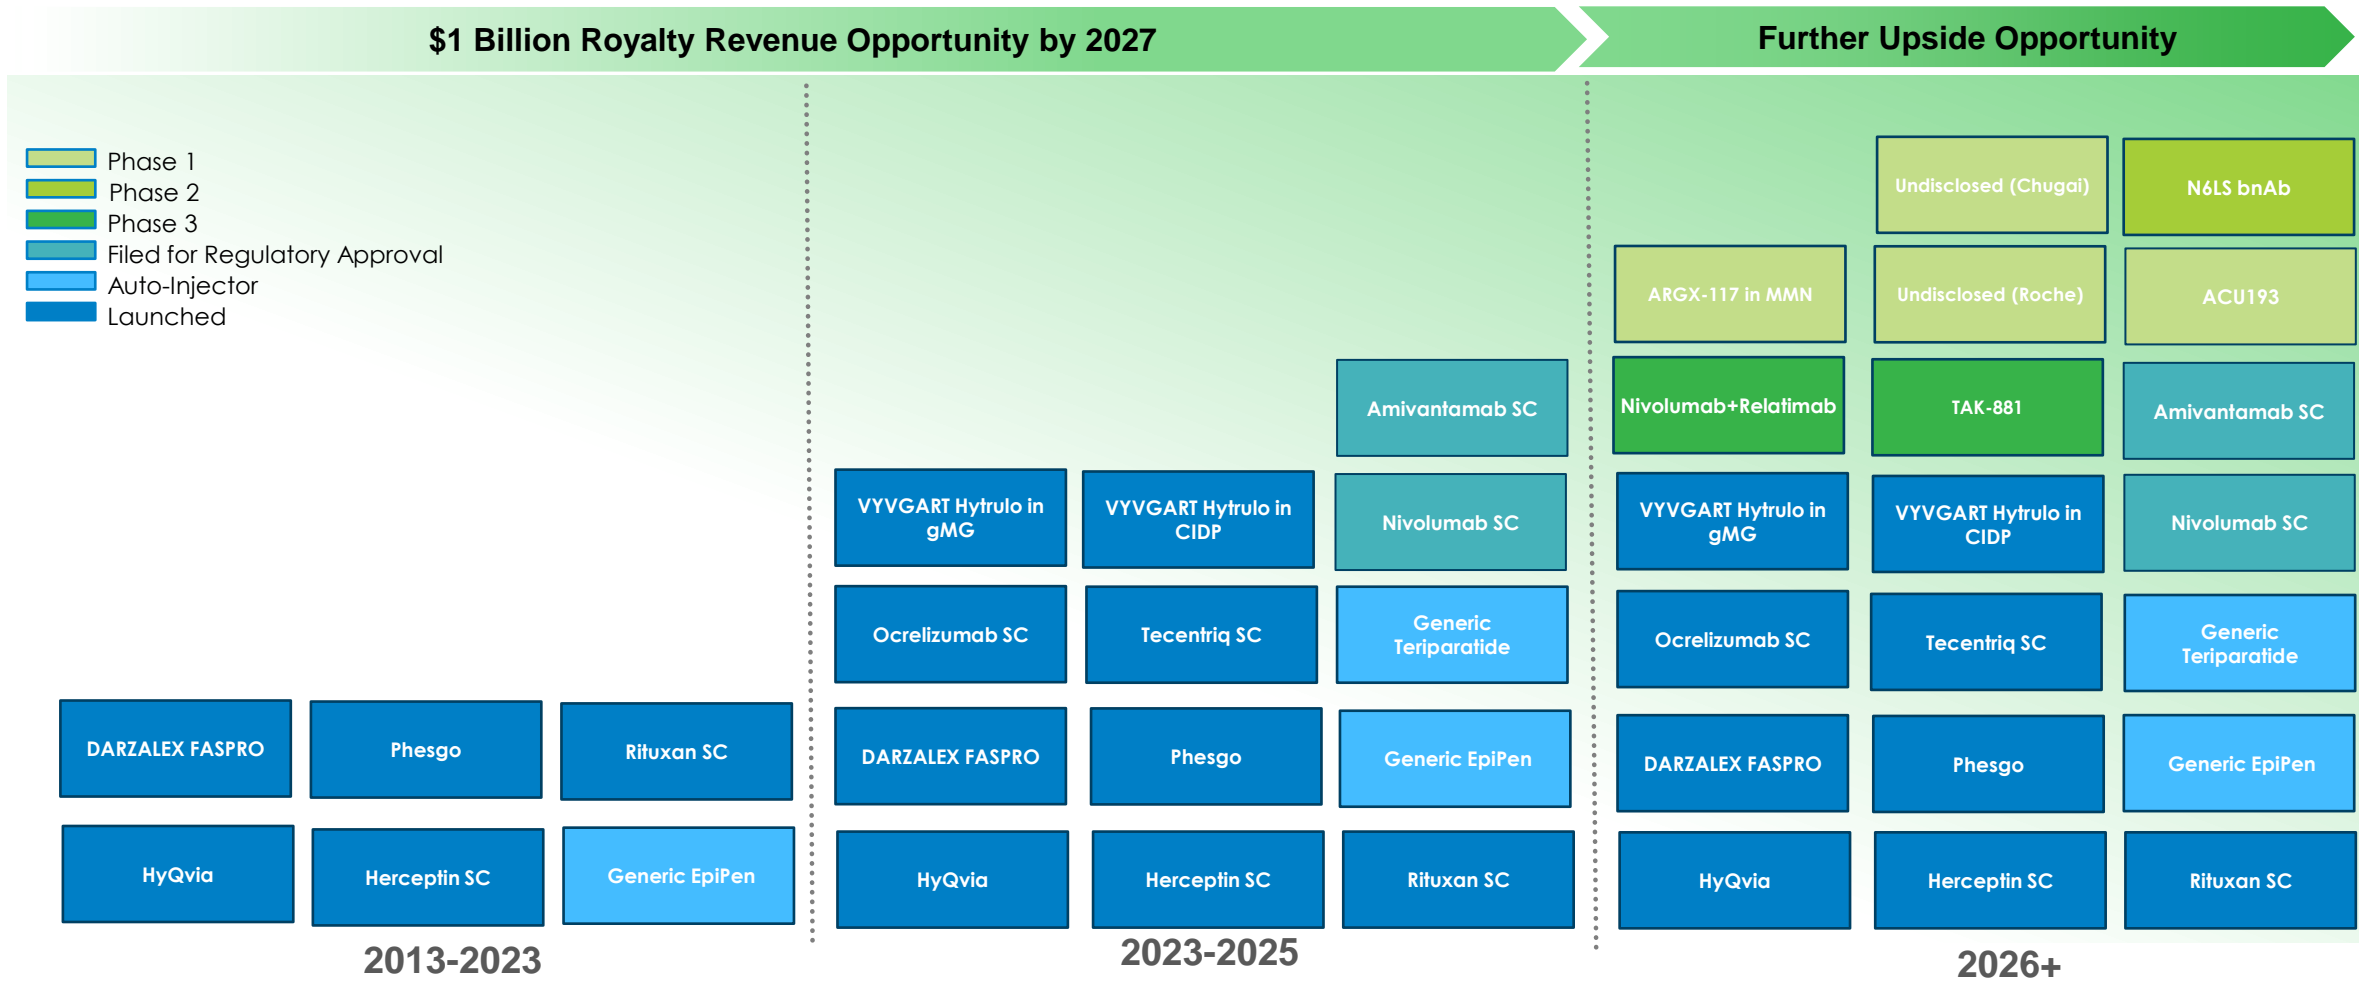 $1 Billion Royalty Revenue Opportunity by 2027
Further Upside Opportunity
Phase 1
Phase 2
Phase 3
Filed for Regulatory Approval
Auto-Injector
Launched
DARZALEX FASPRO
Phesgo
Rituxan SC
HyQvia
Herceptin SC
Generic EpiPen
2013-2023
Amivantamab SC
VYVGART Hytrulo in
gMG
VYVGART Hytrulo in
CIDP
Nivolumab SC
Ocrelizumab SC
Tecentriq SC
Generic
Teriparatide
DARZALEX FASPRO
Phesgo
Generic EpiPen
HyQvia
Herceptin SC
Rituxan SC
2023-2025
Undisclosed (Chugai)
N6LS bnAb
ARGX-117 in MMN
Undisclosed (Roche)
ACU193
Nivolumab+Relatimab
TAK-881
Amivantamab SC
VYVGART Hytrulo in
gMG
VYVGART Hytrulo in
CIDP
Nivolumab SC
Ocrelizumab SC
Tecentriq SC
Generic
Teriparatide
DARZALEX FASPRO
Phesgo
Generic EpiPen
HyQvia
Herceptin SC
Rituxan SC
2026+